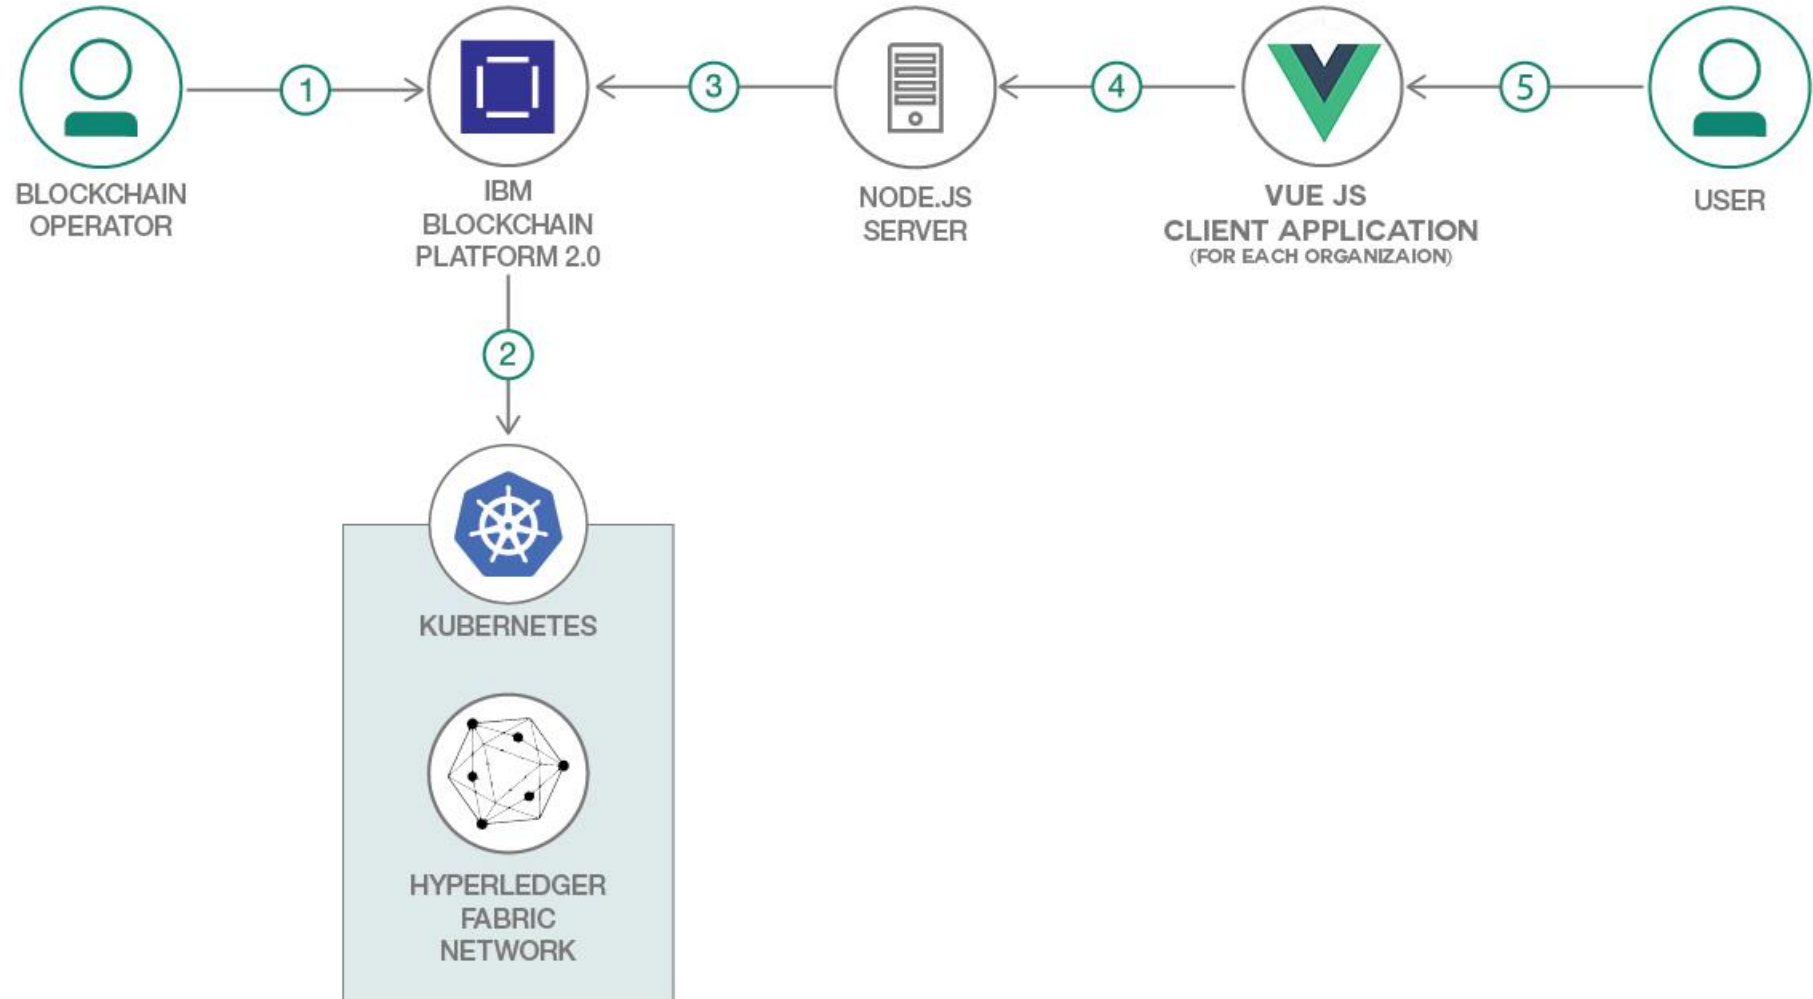 1
3
4
5
BLOCKCHAIN
OPERATOR
IBM
BLOCKCHAIN
PLATFORM 2.0
NODE.JS
SERVER
VUE JS
CLIENT APPLICATION
(FOR EACH ORGANIZAION)
USER
2
KUBERNETES
HYPERLEDGER
FABRIC
NETWORK